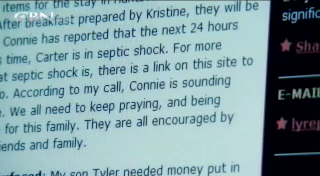 items for the stay in
After breakfast prepared by Kristine, they will be
Connie has reported that the next 24 hours
s time, Carter is in septic shock. For more
at septic shock is, there is a link on this site to
o. According to my call, Connie is sounding
e. We all need to keep praying, and being
for this family. They are all encouraged by
iends and family.
: My son Tyler needed money put in
signific
Sha
E-MAIL
lyrep